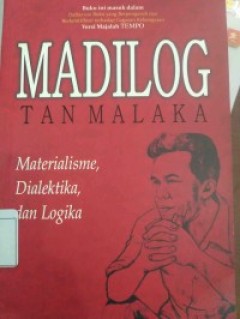 Buku ini masuk dalam
Versi Majalah TEMPO
MADILOG
TAN MALAKA
Materialisme,
Dialektika,
dan Logika